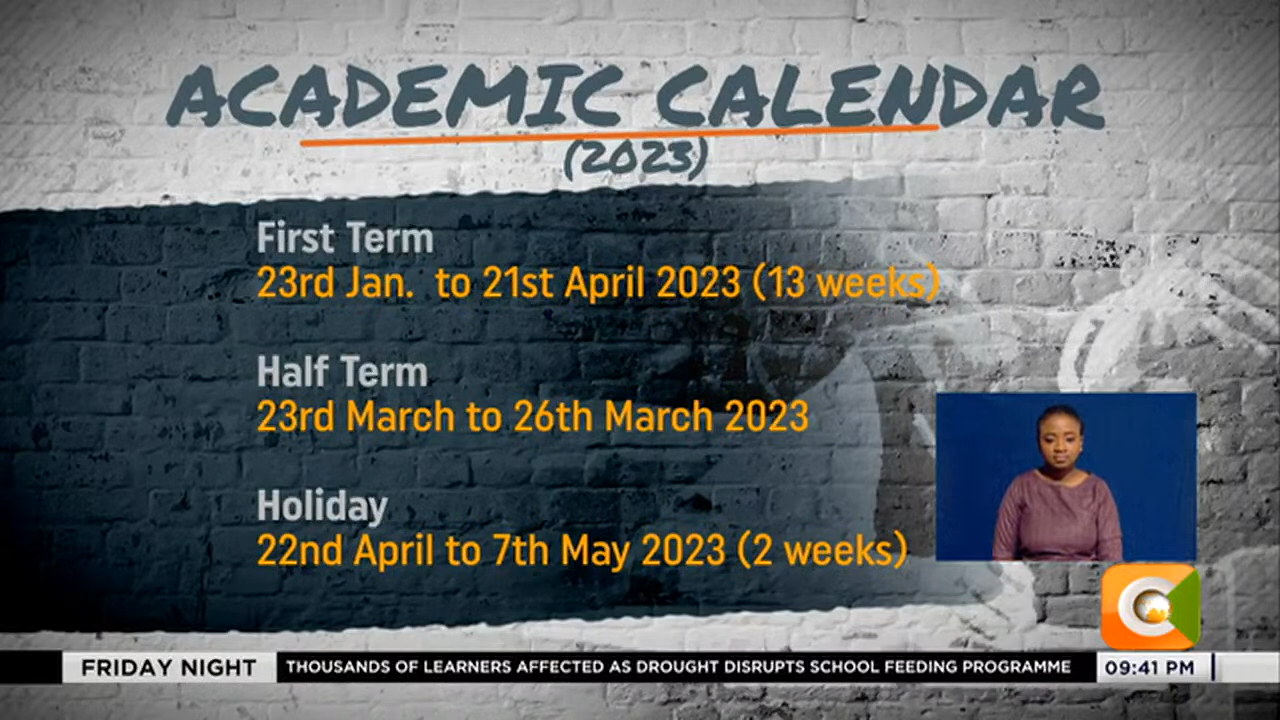 ACADEMIC CALENDAR
(2023)
First Term
23rd Jan. to 21st April 2023 (13 weeks)
Half Term
23rd March to 26th March 2023
Holiday
22nd April to 7th May 2023 (2 weeks)
FRIDAY NIGHT
THOUSANDS OF LEARNERS AFFECTED AS DROUGHT DISRUPTS SCHOOL FEEDING PROGRAMME
09:41 PM